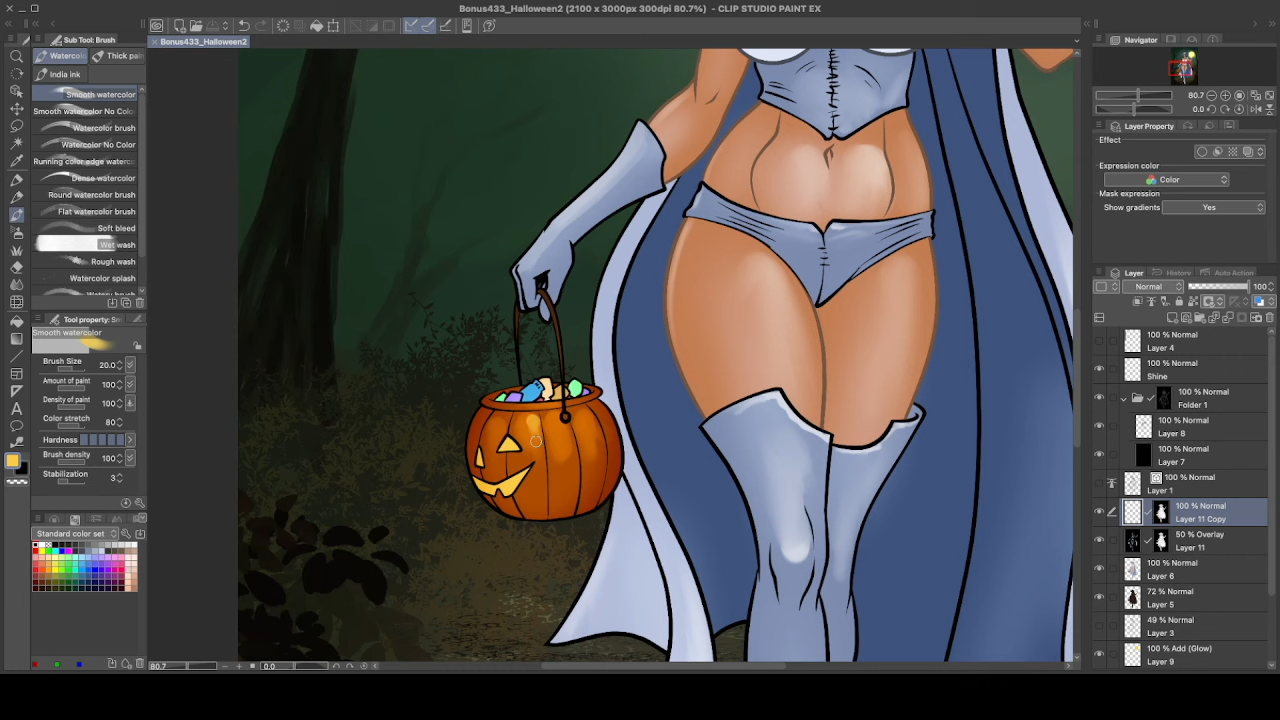 Bonus433_Halloween2 (2100 x 3000px 300dpi 80.7%) - CLIP STUDIO PAINT EX
Sub Tool: Brush
Bonus433_Halloween2
Navigator
Thick pai
India ink
Smooth watercolor
Smooth watercolor No Colo
Watercolor brush
Watercolor No Color
Running color edge waterco
Dense watercolor
Round watercolor brush
Flat watercolor brush
Soft bleed
Wet wash
Rough wash
Watercolor splash
80.7
0.0
Layer Property
Effect
Expression color
Color
Mask expression
Show gradients
Yes
Layer
History
Auto Action
Normal
100
Tool property: Sm
Smooth watercolor
Brush Size
20.0
Amount of paint
100
Density of paint
100
Color stretch
80
Hardness
Brush density
100
Stabilization
3
Standard color set
100 % Normal
Layer 4
100 % Normal
Shine
100 % Normal
Folder 1
100 % Normal
Layer 8
100 % Normal
Layer 7
100 % Normal
Layer 1
100 % Normal
Layer 11 Copy
50 % Overlay
Layer 11
100 % Normal
Layer 6
72 % Normal
Layer 5
49 % Normal
Layer 3
100 % Add (Glow)
Layer 9
80.7
0.0